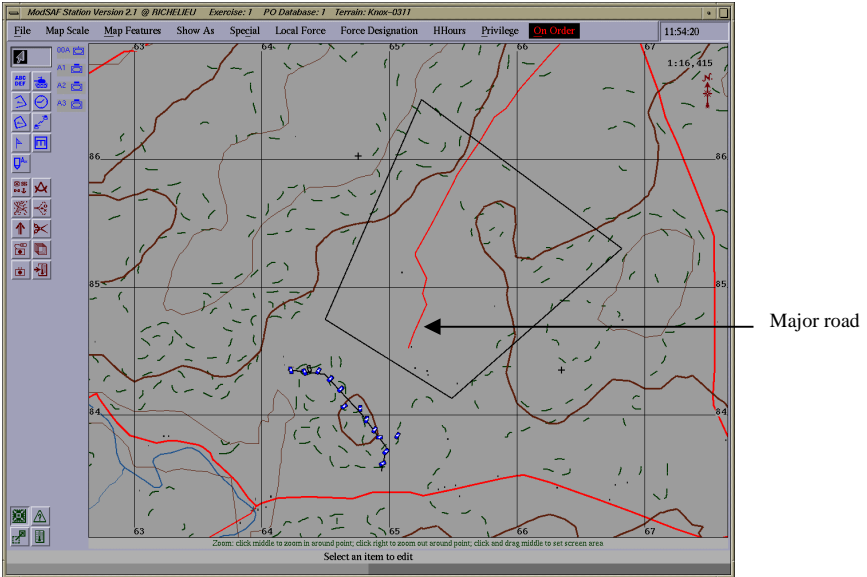 ModSAF Station Version 2.1 @ RICHELIEU Exercise: 1 PO Database: 1 Terrain: Knox-0311
File Map Scale Map Features Show As Special Local Force Force Designation HHours Privilege On Order 11:54:20
63 64 65 66 67
00A
A1
A2
A3
ABC
DEF
1:16,415
N
86 86
85 85
Major road
84 84
63 64 65 66 67
Zoom: click middle to zoom in around point; click right to zoom out around point; click and drag middle to set screen area
Select an item to edit